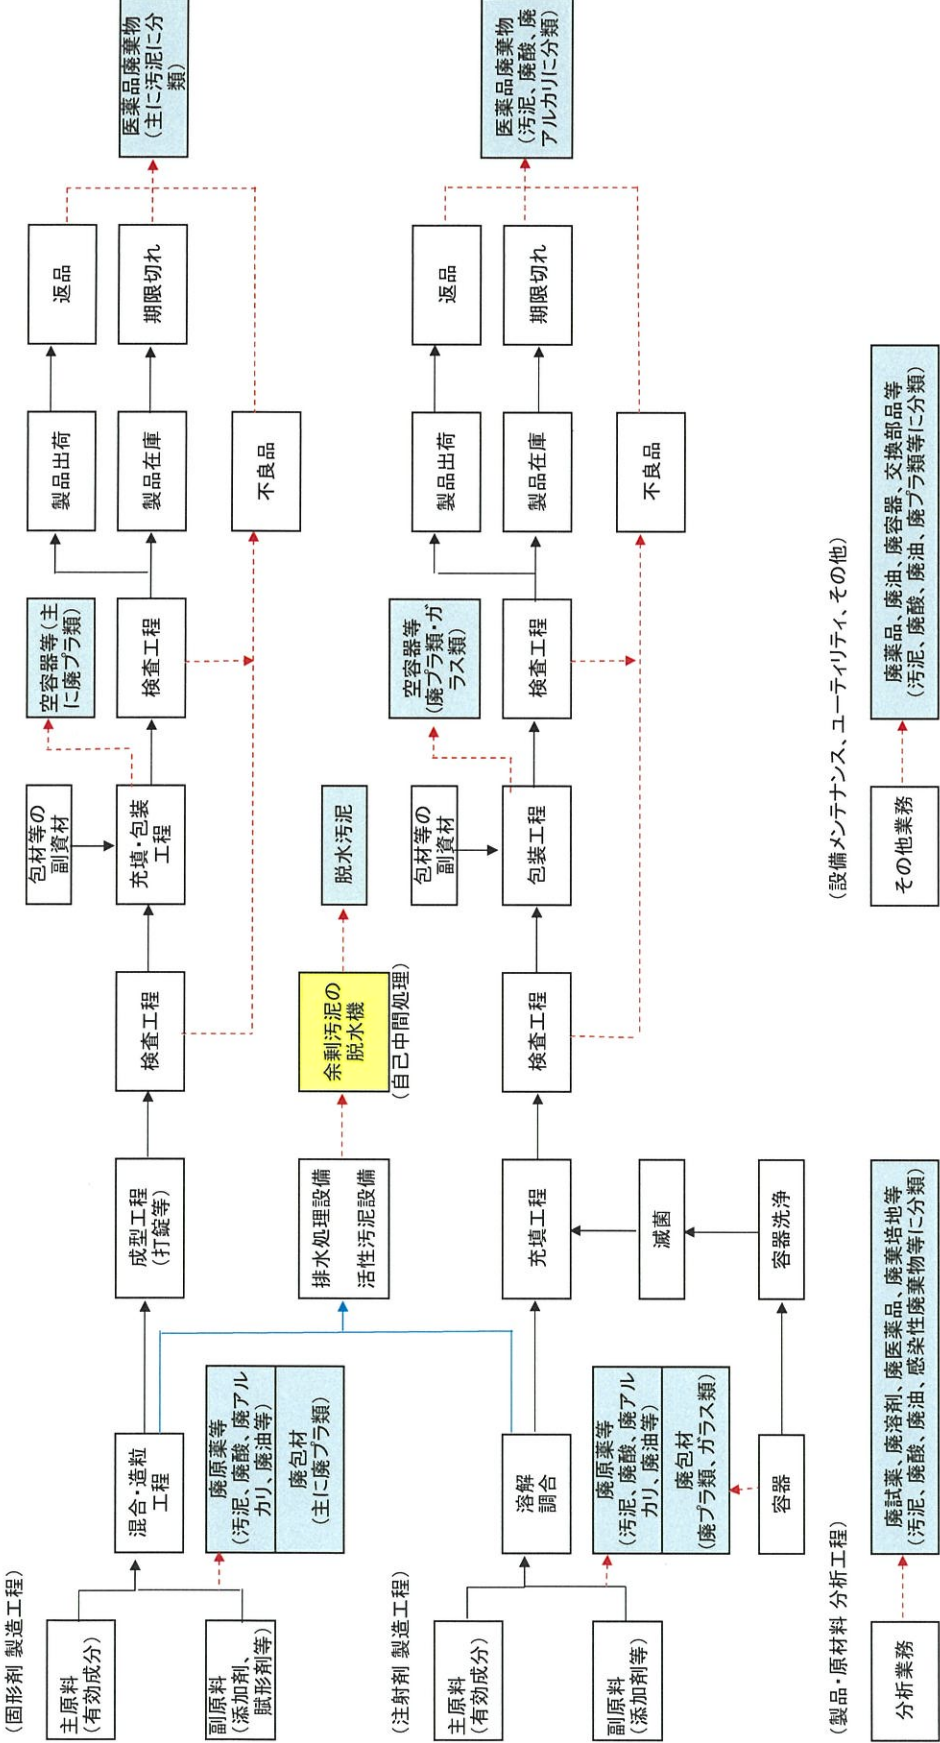 (固形剤 製造工程)
主原料
(有効成分)
副原料
(添加剤、
賦形剤等)
混合・造粒
工程
廃原薬等
(汚泥、廃酸、廃アル
カリ、廃油等)
廃包材
(主に廃プラ類)
成型工程
(打錠等)
検査工程
包材等の
副資材
充填・包装
工程
空容器等(主
に廃プラ類)
検査工程
製品出荷
製品在庫
不良品
返品
期限切れ
医薬品廃棄物
(主に汚泥に分
類)
排水処理設備
活性汚泥設備
余剰汚泥の
脱水機
(自己中間処理)
脱水汚泥
(注射剤 製造工程)
主原料
(有効成分)
副原料
(添加剤等)
溶解
調合
廃原薬等
(汚泥、廃酸、廃アル
カリ、廃油等)
廃包材
(廃プラ類、ガラス類)
容器
容器洗浄
滅菌
充填工程
検査工程
包材等の
副資材
包装工程
空容器等
(廃プラ類・ガ
ラス類)
検査工程
製品出荷
製品在庫
不良品
返品
期限切れ
医薬品廃棄物
(汚泥、廃酸、廃
アルカリに分類)
(製品・原材料 分析工程)
分析業務
廃試薬、廃溶剤、廃医薬品、廃棄培地等
(汚泥、廃酸、廃油、感染性廃棄物等に分類)
(設備メンテナンス、ユーティリティ、その他)
その他業務
廃薬品、廃油、廃容器、交換部品等
(汚泥、廃酸、廃油、廃プラ類等に分類)